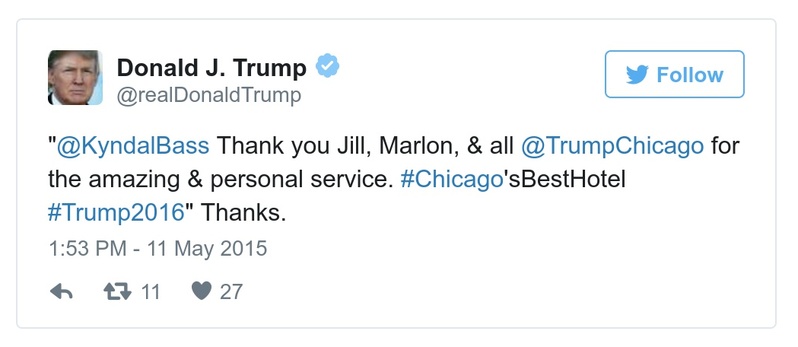 Donald J. Trump
Follow
@realDonaldTrump
"@KyndalBass Thank you Jill, Marlon, & all @TrumpChicago for
the amazing & personal service. #Chicago'sBestHotel
#Trump2016" Thanks.
1:53 PM - 11 May 2015
11 27